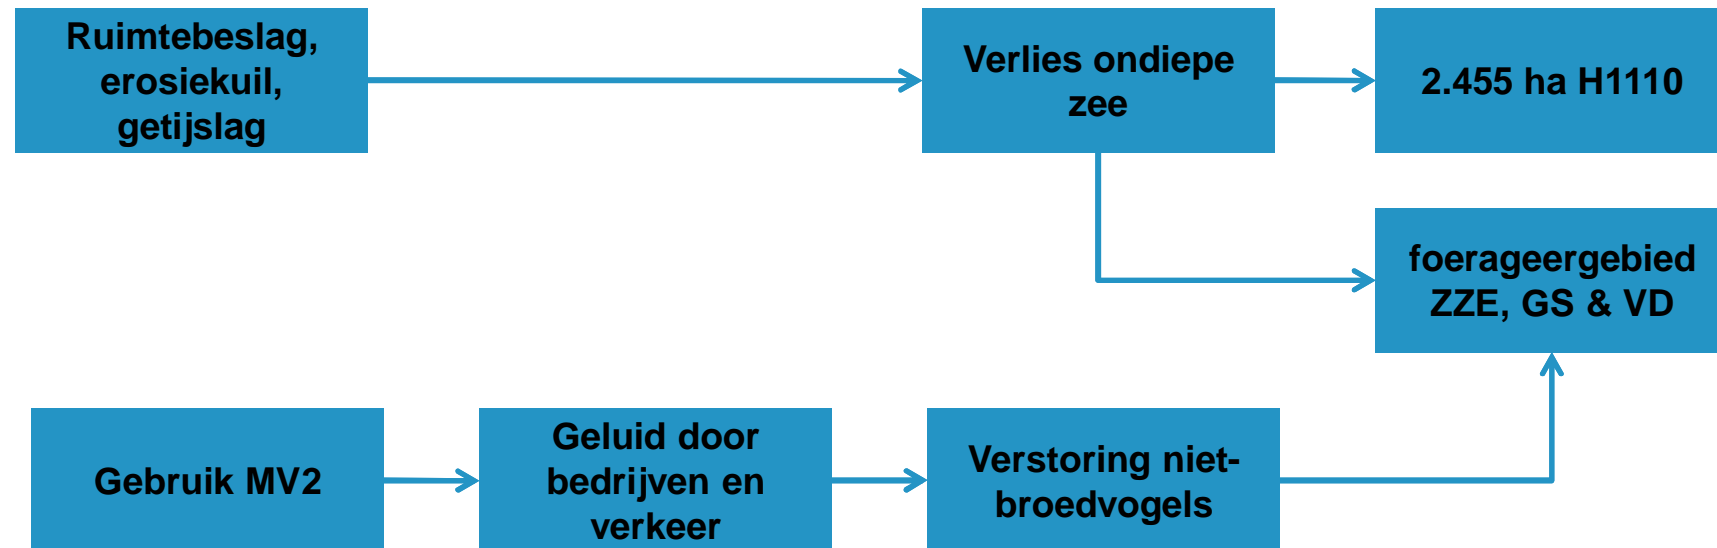 Ruimtebeslag,
erosiekuil,
getijslag
Verlies ondiepe
zee
2.455 ha H1110
foerageergebied
ZZE, GS & VD
Gebruik MV2
Geluid door
bedrijven en
verkeer
Verstoring niet-
broedvogels